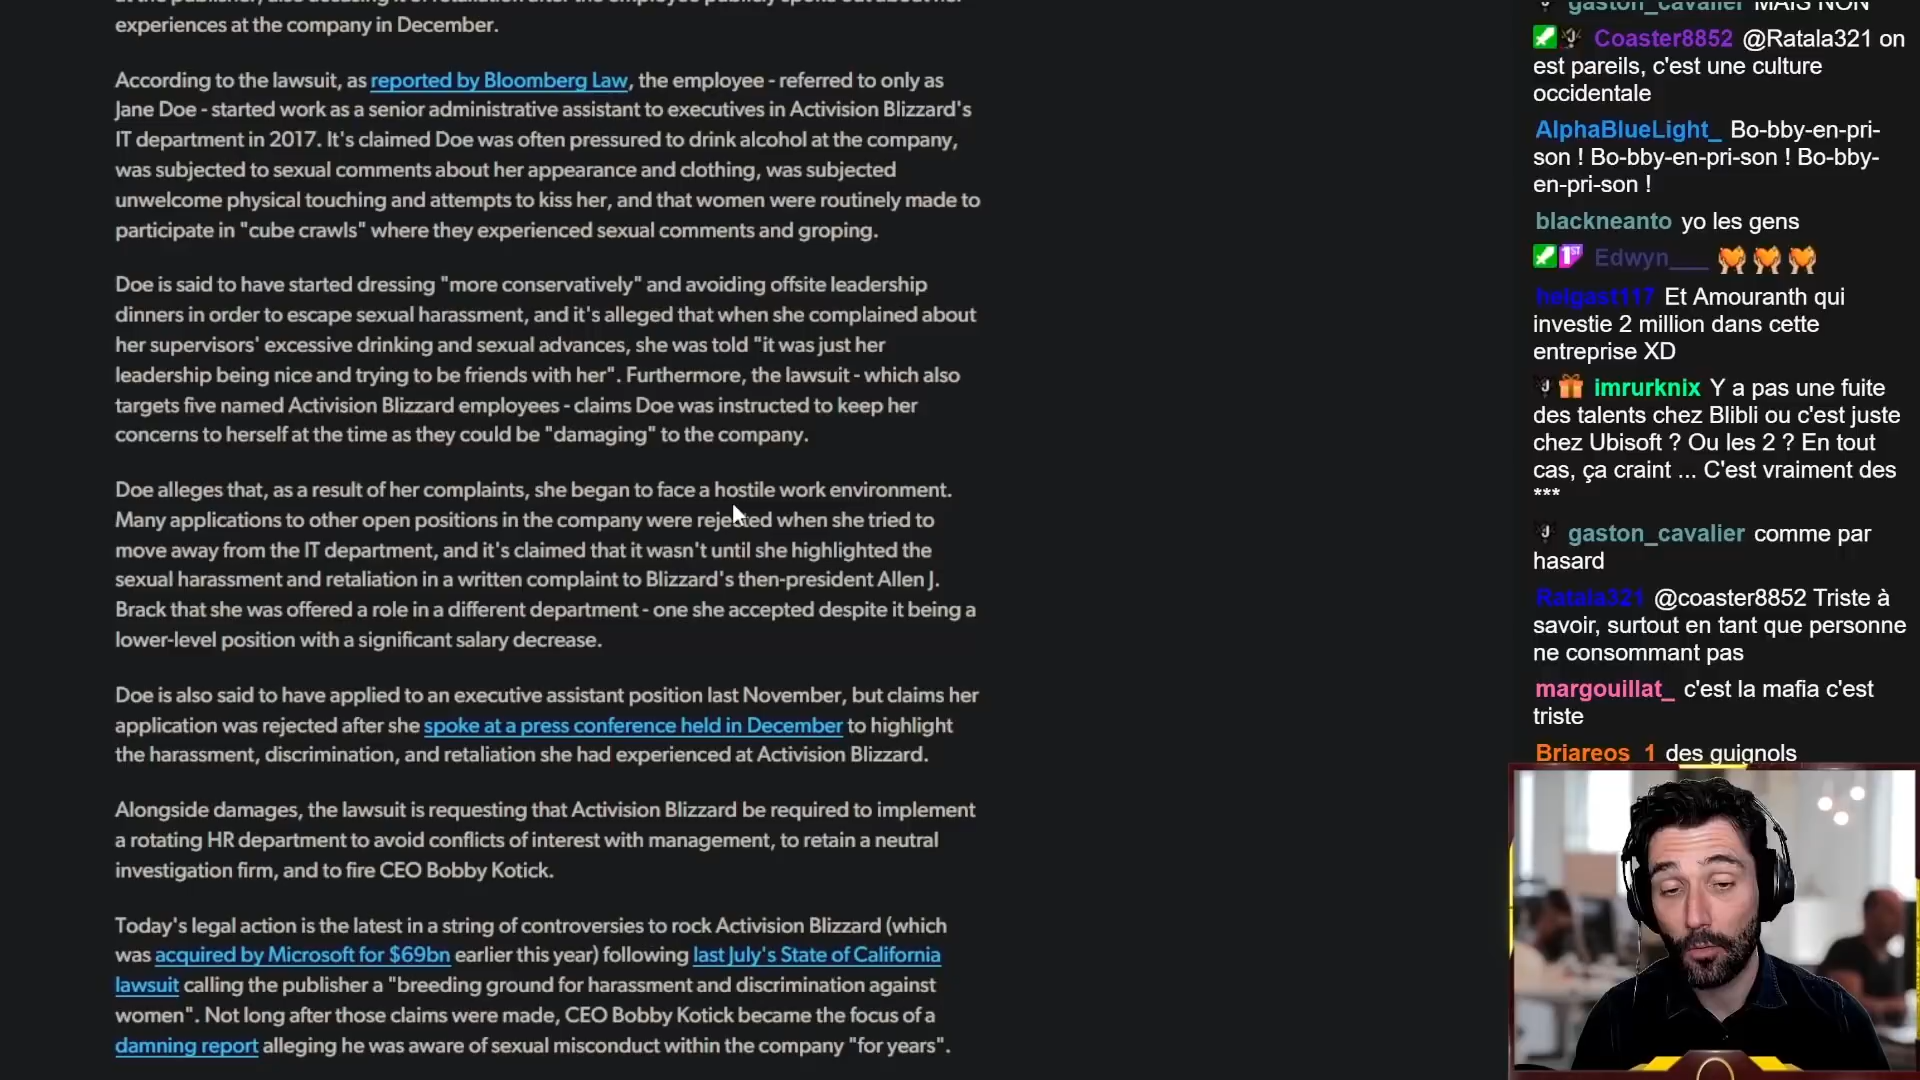 experiences at the company in December.
According to the lawsuit, as reported by Bloomberg Law, the employee - referred to only as
Jane Doe - started work as a senior administrative assistant to executives in Activision Blizzard's
IT department in 2017. It's claimed Doe was often pressured to drink alcohol at the company,
was subjected to sexual comments about her appearance and clothing, was subjected
unwelcome physical touching and attempts to kiss her, and that women were routinely made to
participate in "cube crawls" where they experienced sexual comments and groping.
Doe is said to have started dressing "more conservatively" and avoiding offsite leadership
dinners in order to escape sexual harassment, and it's alleged that when she complained about
her supervisors' excessive drinking and sexual advances, she was told "it was just her
leadership being nice and trying to be friends with her". Furthermore, the lawsuit - which also
targets five named Activision Blizzard employees - claims Doe was instructed to keep her
concerns to herself at the time as they could be "damaging" to the company.
Doe alleges that, as a result of her complaints, she began to face a hostile work environment.
Many applications to other open positions in the company were rejected when she tried to
move away from the IT department, and it's claimed that it wasn't until she highlighted the
sexual harassment and retaliation in a written complaint to Blizzard's then-president Allen J.
Brack that she was offered a role in a different department - one she accepted despite it being a
lower-level position with a significant salary decrease.
Doe is also said to have applied to an executive assistant position last November, but claims her
application was rejected after she spoke at a press conference held in December to highlight
the harassment, discrimination, and retaliation she had experienced at Activision Blizzard.
Alongside damages, the lawsuit is requesting that Activision Blizzard be required to implement
a rotating HR department to avoid conflicts of interest with management, to retain a neutral
investigation firm, and to fire CEO Bobby Kotick.
Today's legal action is the latest in a string of controversies to rock Activision Blizzard (which
was acquired by Microsoft for $69bn earlier this year) following last July's State of California
lawsuit calling the publisher a "breeding ground for harassment and discrimination against
women". Not long after those claims were made, CEO Bobby Kotick became the focus of a
damning report alleging he was aware of sexual misconduct within the company "for years".
gaston_cavalier MAIS NON
Coaster8852 @Ratala321 on
est pareils, c'est une culture
occidentale
AlphaBlueLight_ Bo-bby-en-pri-
son ! Bo-bby-en-pri-son ! Bo-bby-
en-pri-son !
blackneanto yo les gens
1ST Edwyn___
helgast117 Et Amouranth qui
investie 2 million dans cette
entreprise XD
imrurknix Y a pas une fuite
des talents chez Blibli ou c'est juste
chez Ubisoft ? Ou les 2 ? En tout
cas, ça craint ... C'est vraiment des
***
gaston_cavalier comme par
hasard
Ratala321 @coaster8852 Triste à
savoir, surtout en tant que personne
ne consommant pas
margouillat_ c'est la mafia c'est
triste
Briareos_1 des guignols